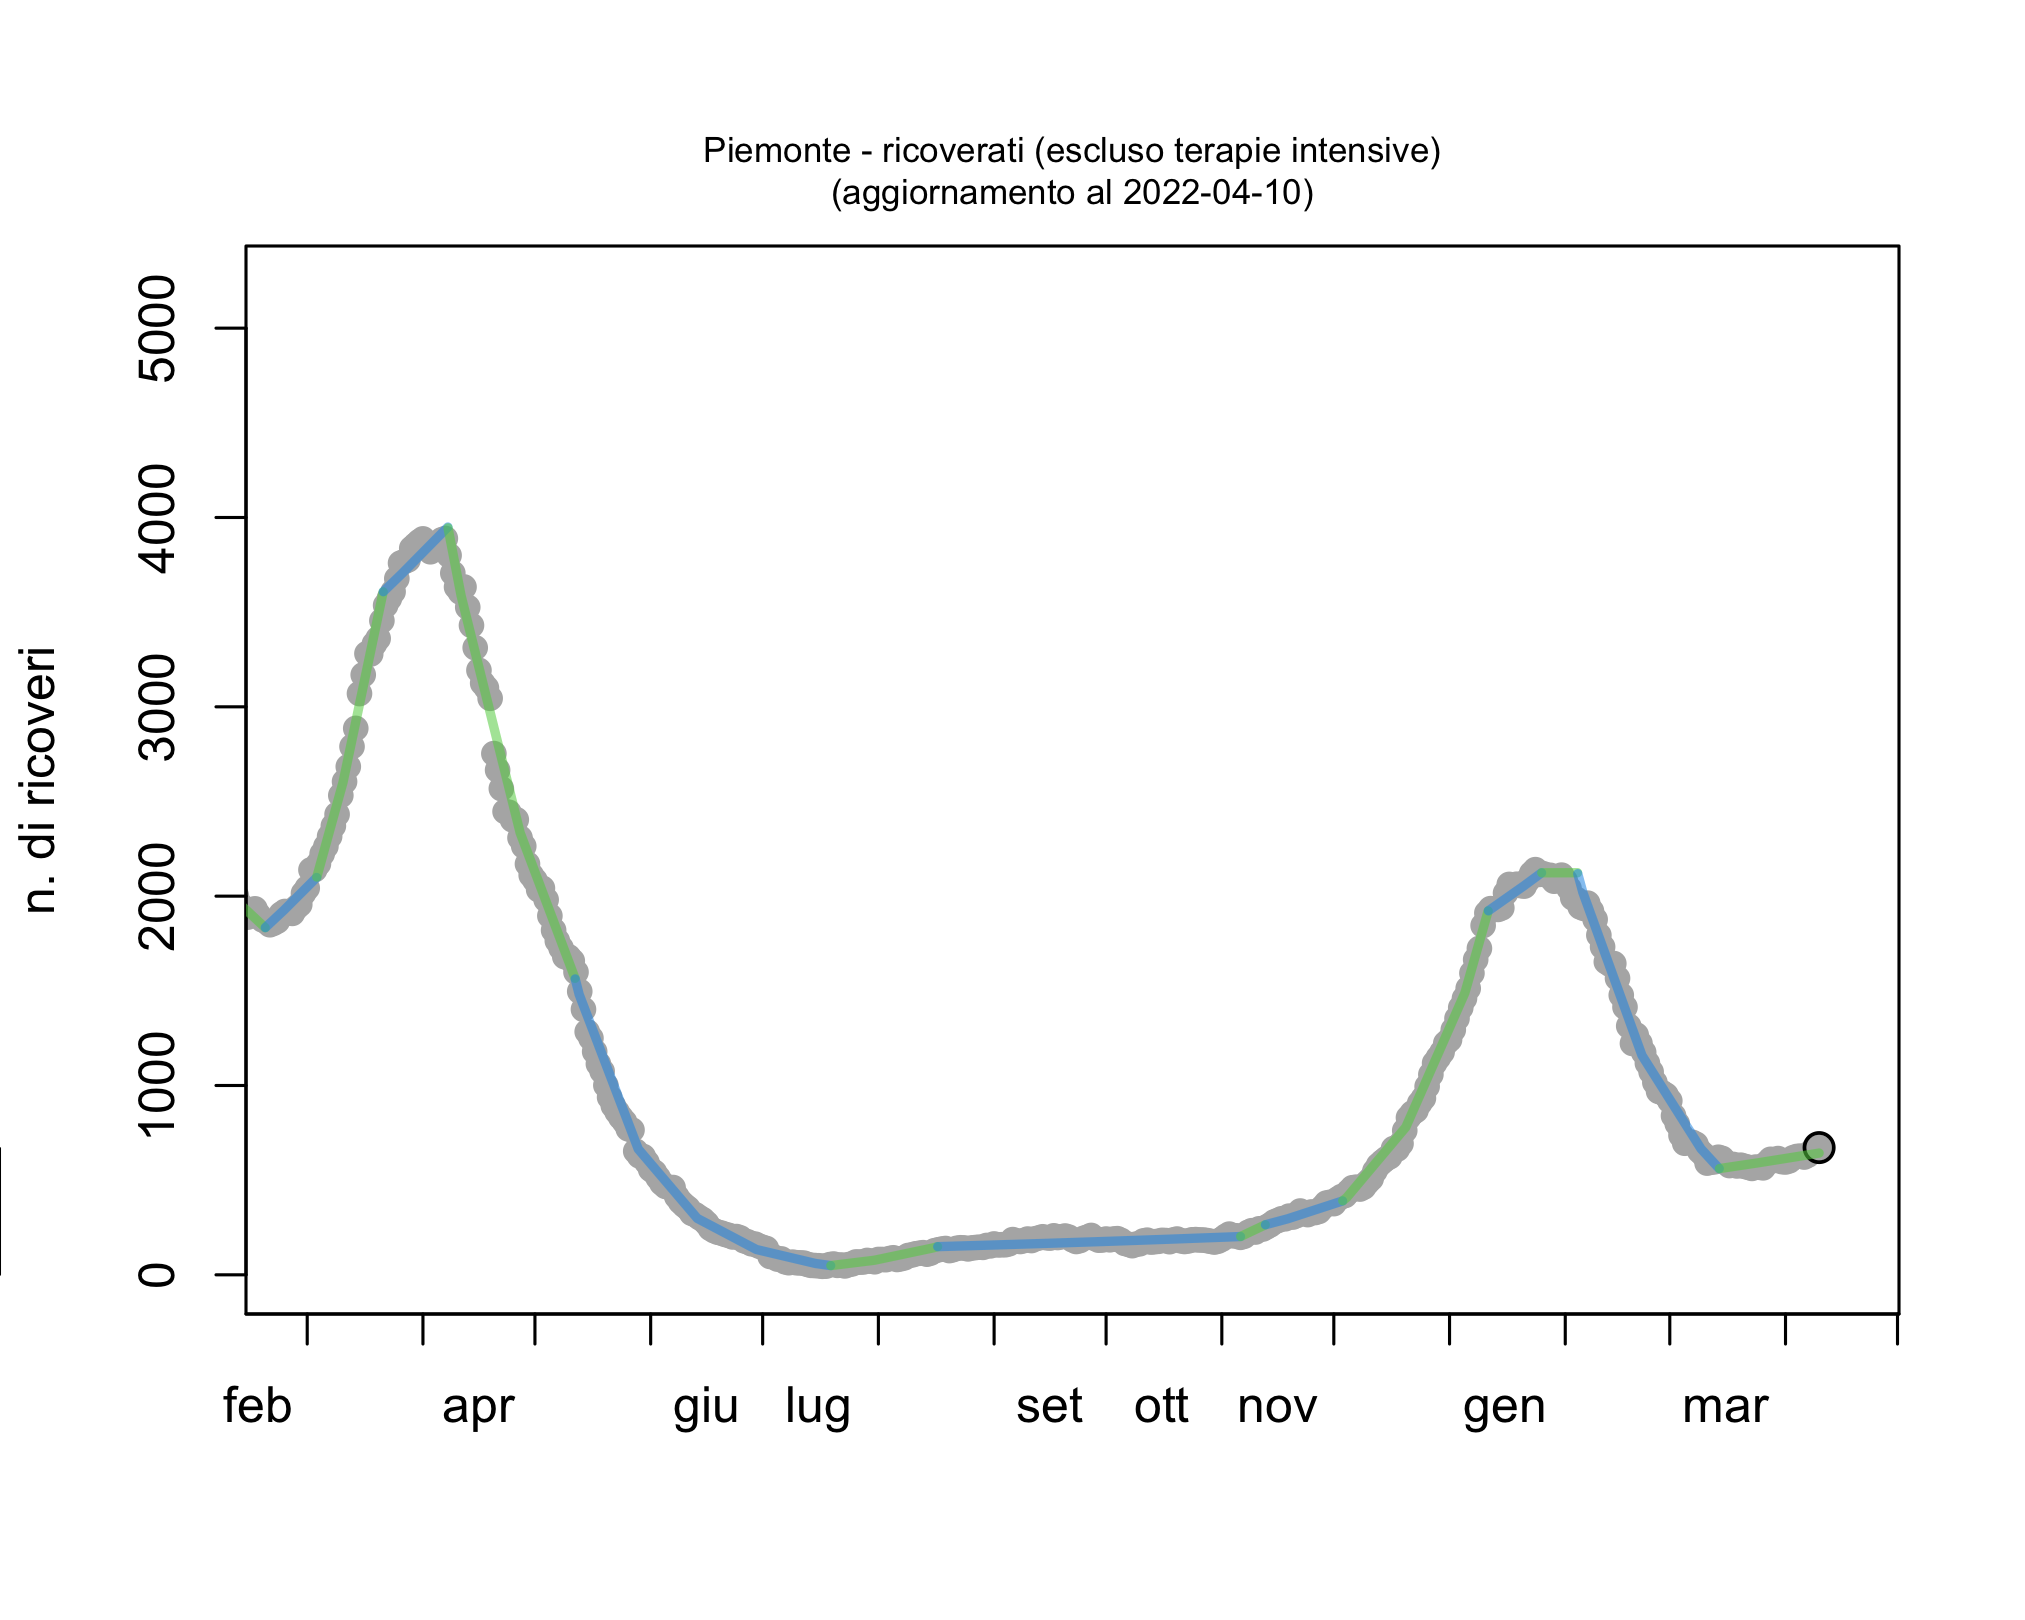 Piemonte - ricoverati (escluso terapie intensive)
(aggiornamento al 2022-04-10)
n. di ricoveri
5000
4000
3000
2000
1000
0
feb apr giu lug set ott nov gen mar